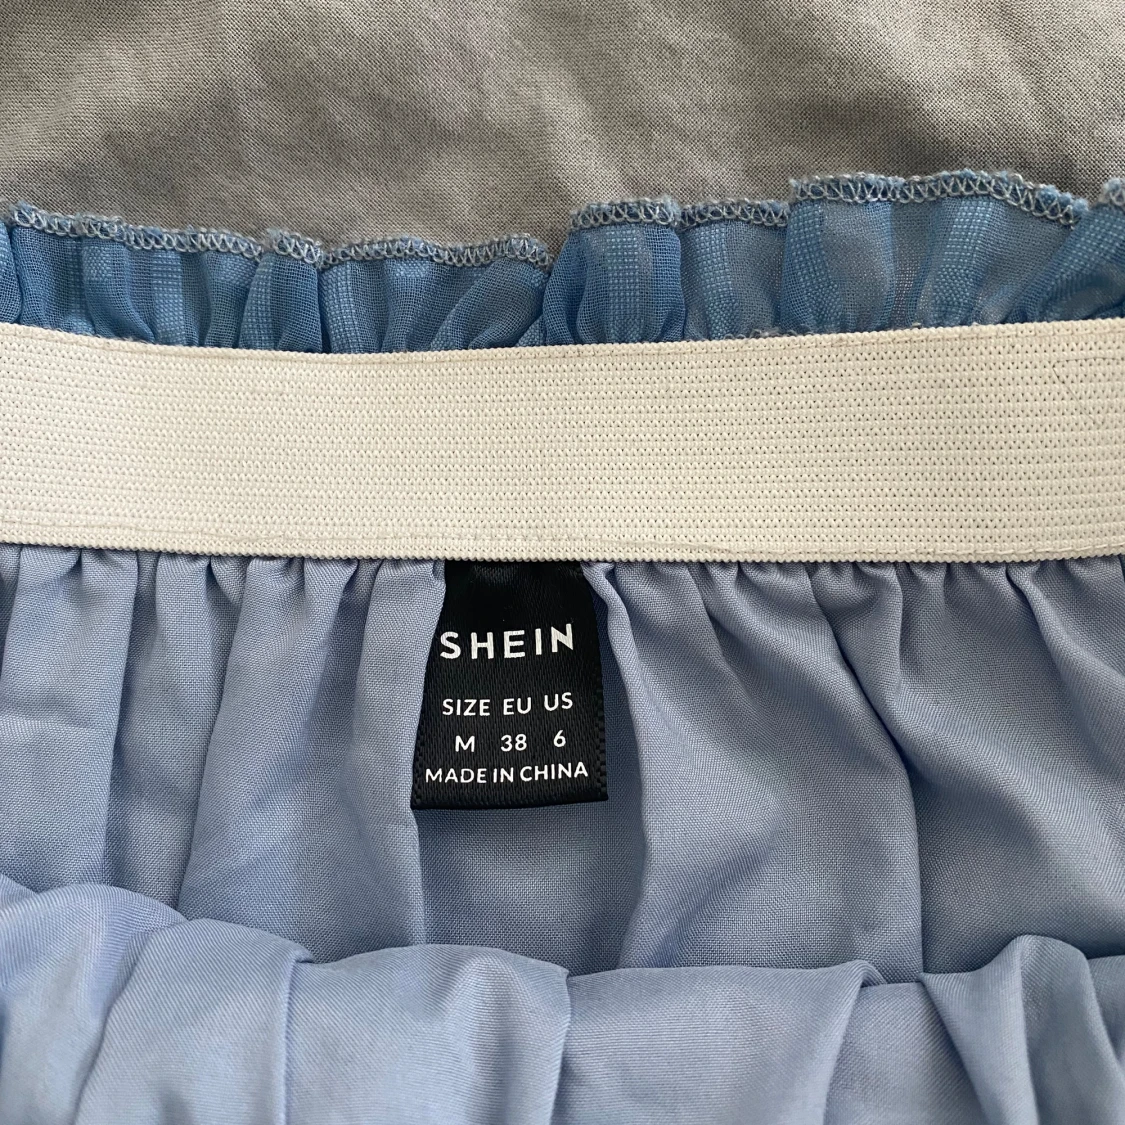 SHEIN
SIZE EU US
M 38 6
MADE IN CHINA